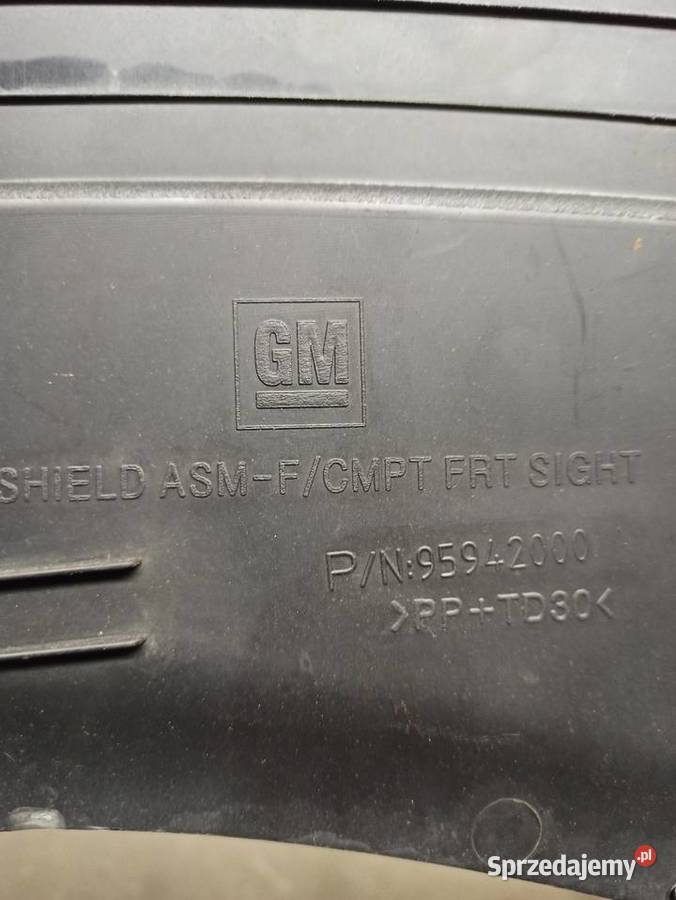 GM
SHIELD ASM-F/CMPT FRT SIGHT
P/N:95942000
>PP+TD30<
Sprzedajemy.pl